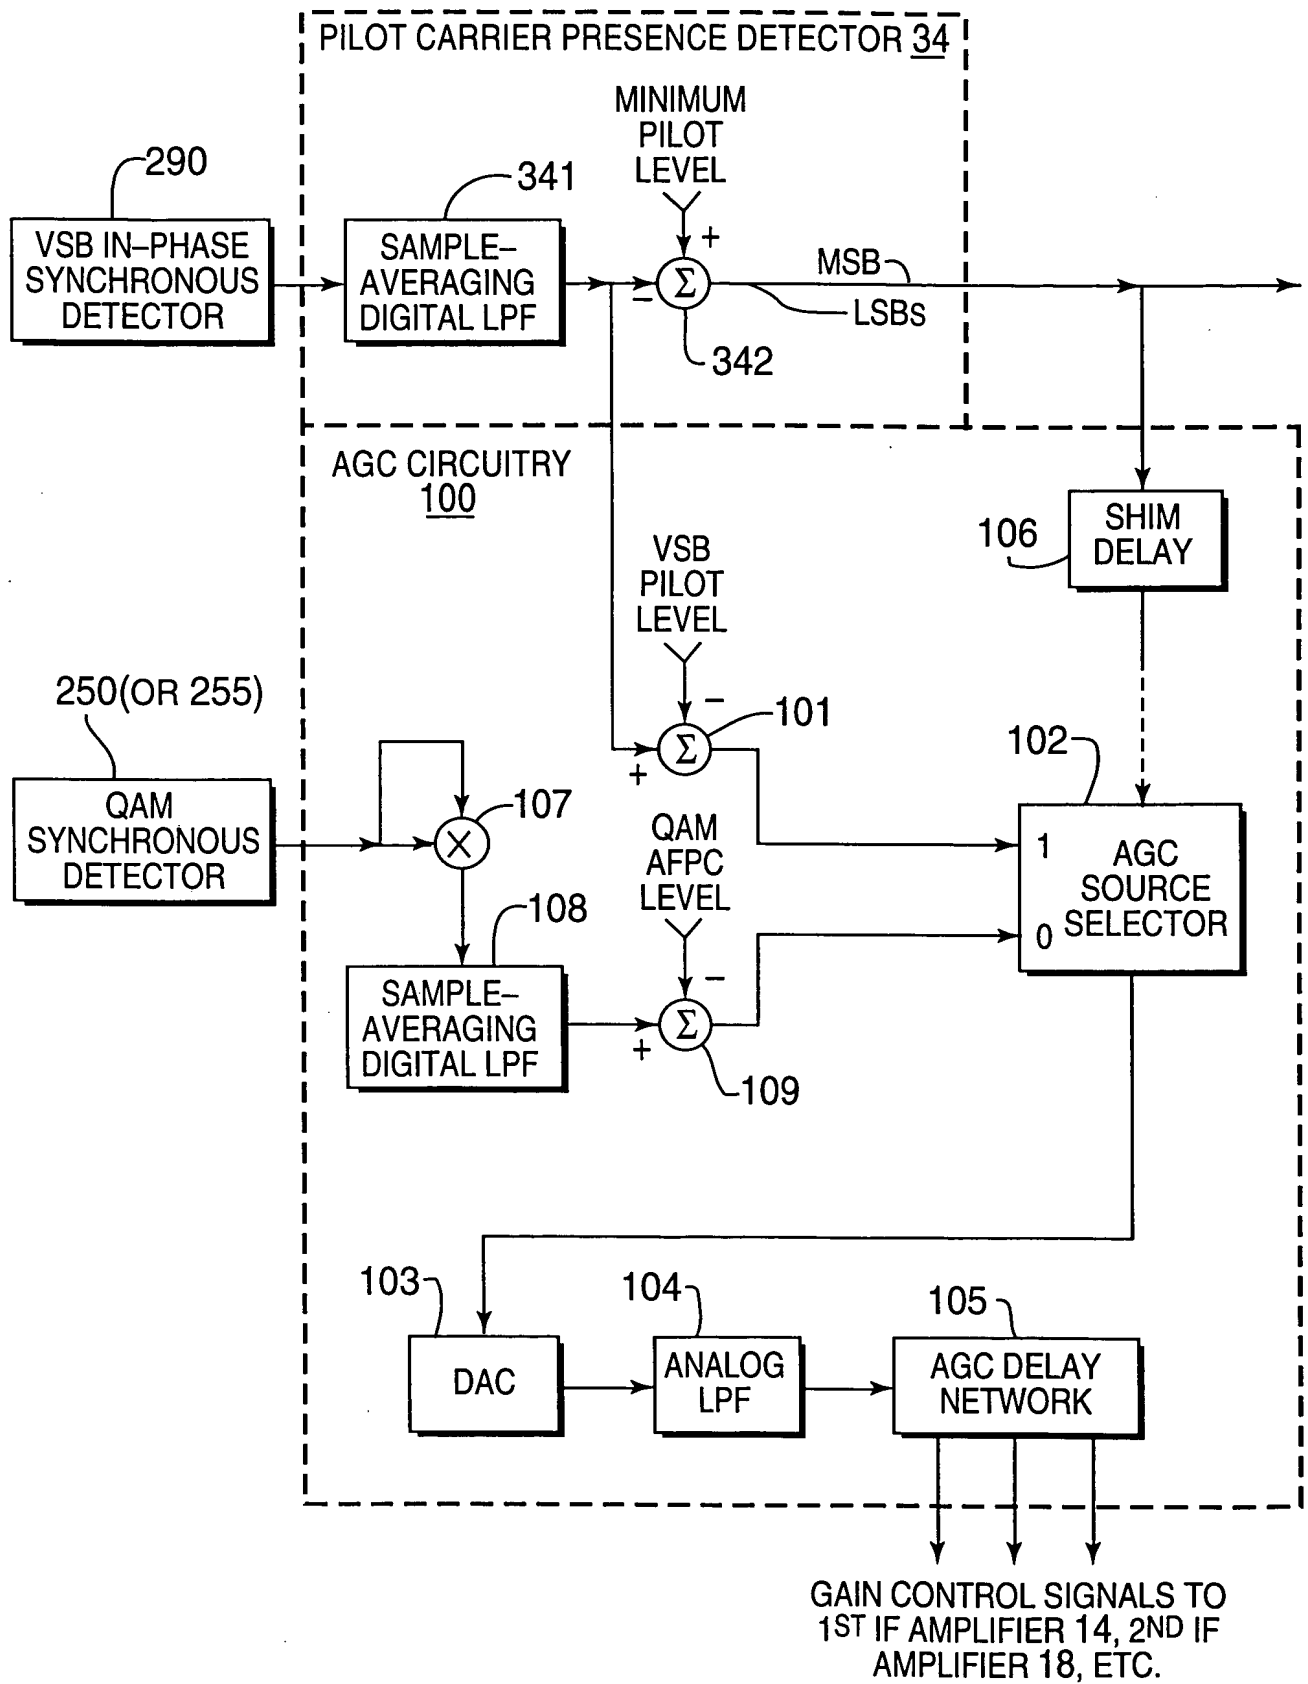 PILOT CARRIER PRESENCE DETECTOR 34
MINIMUM
PILOT
LEVEL
290
341
VSB IN–PHASE
SYNCHRONOUS
DETECTOR
SAMPLE–
AVERAGING
DIGITAL LPF
+
–
Σ
MSB
LSBs
342
AGC CIRCUITRY
100
SHIM
DELAY
106
VSB
PILOT
LEVEL
–
101
Σ
+
250(OR 255)
QAM
SYNCHRONOUS
DETECTOR
107
X
102
QAM
AFPC
LEVEL
1
0
AGC
SOURCE
SELECTOR
108
SAMPLE–
AVERAGING
DIGITAL LPF
–
Σ
+
109
103
DAC
104
ANALOG
LPF
105
AGC DELAY
NETWORK
GAIN CONTROL SIGNALS TO
1ST IF AMPLIFIER 14, 2ND IF
AMPLIFIER 18, ETC.